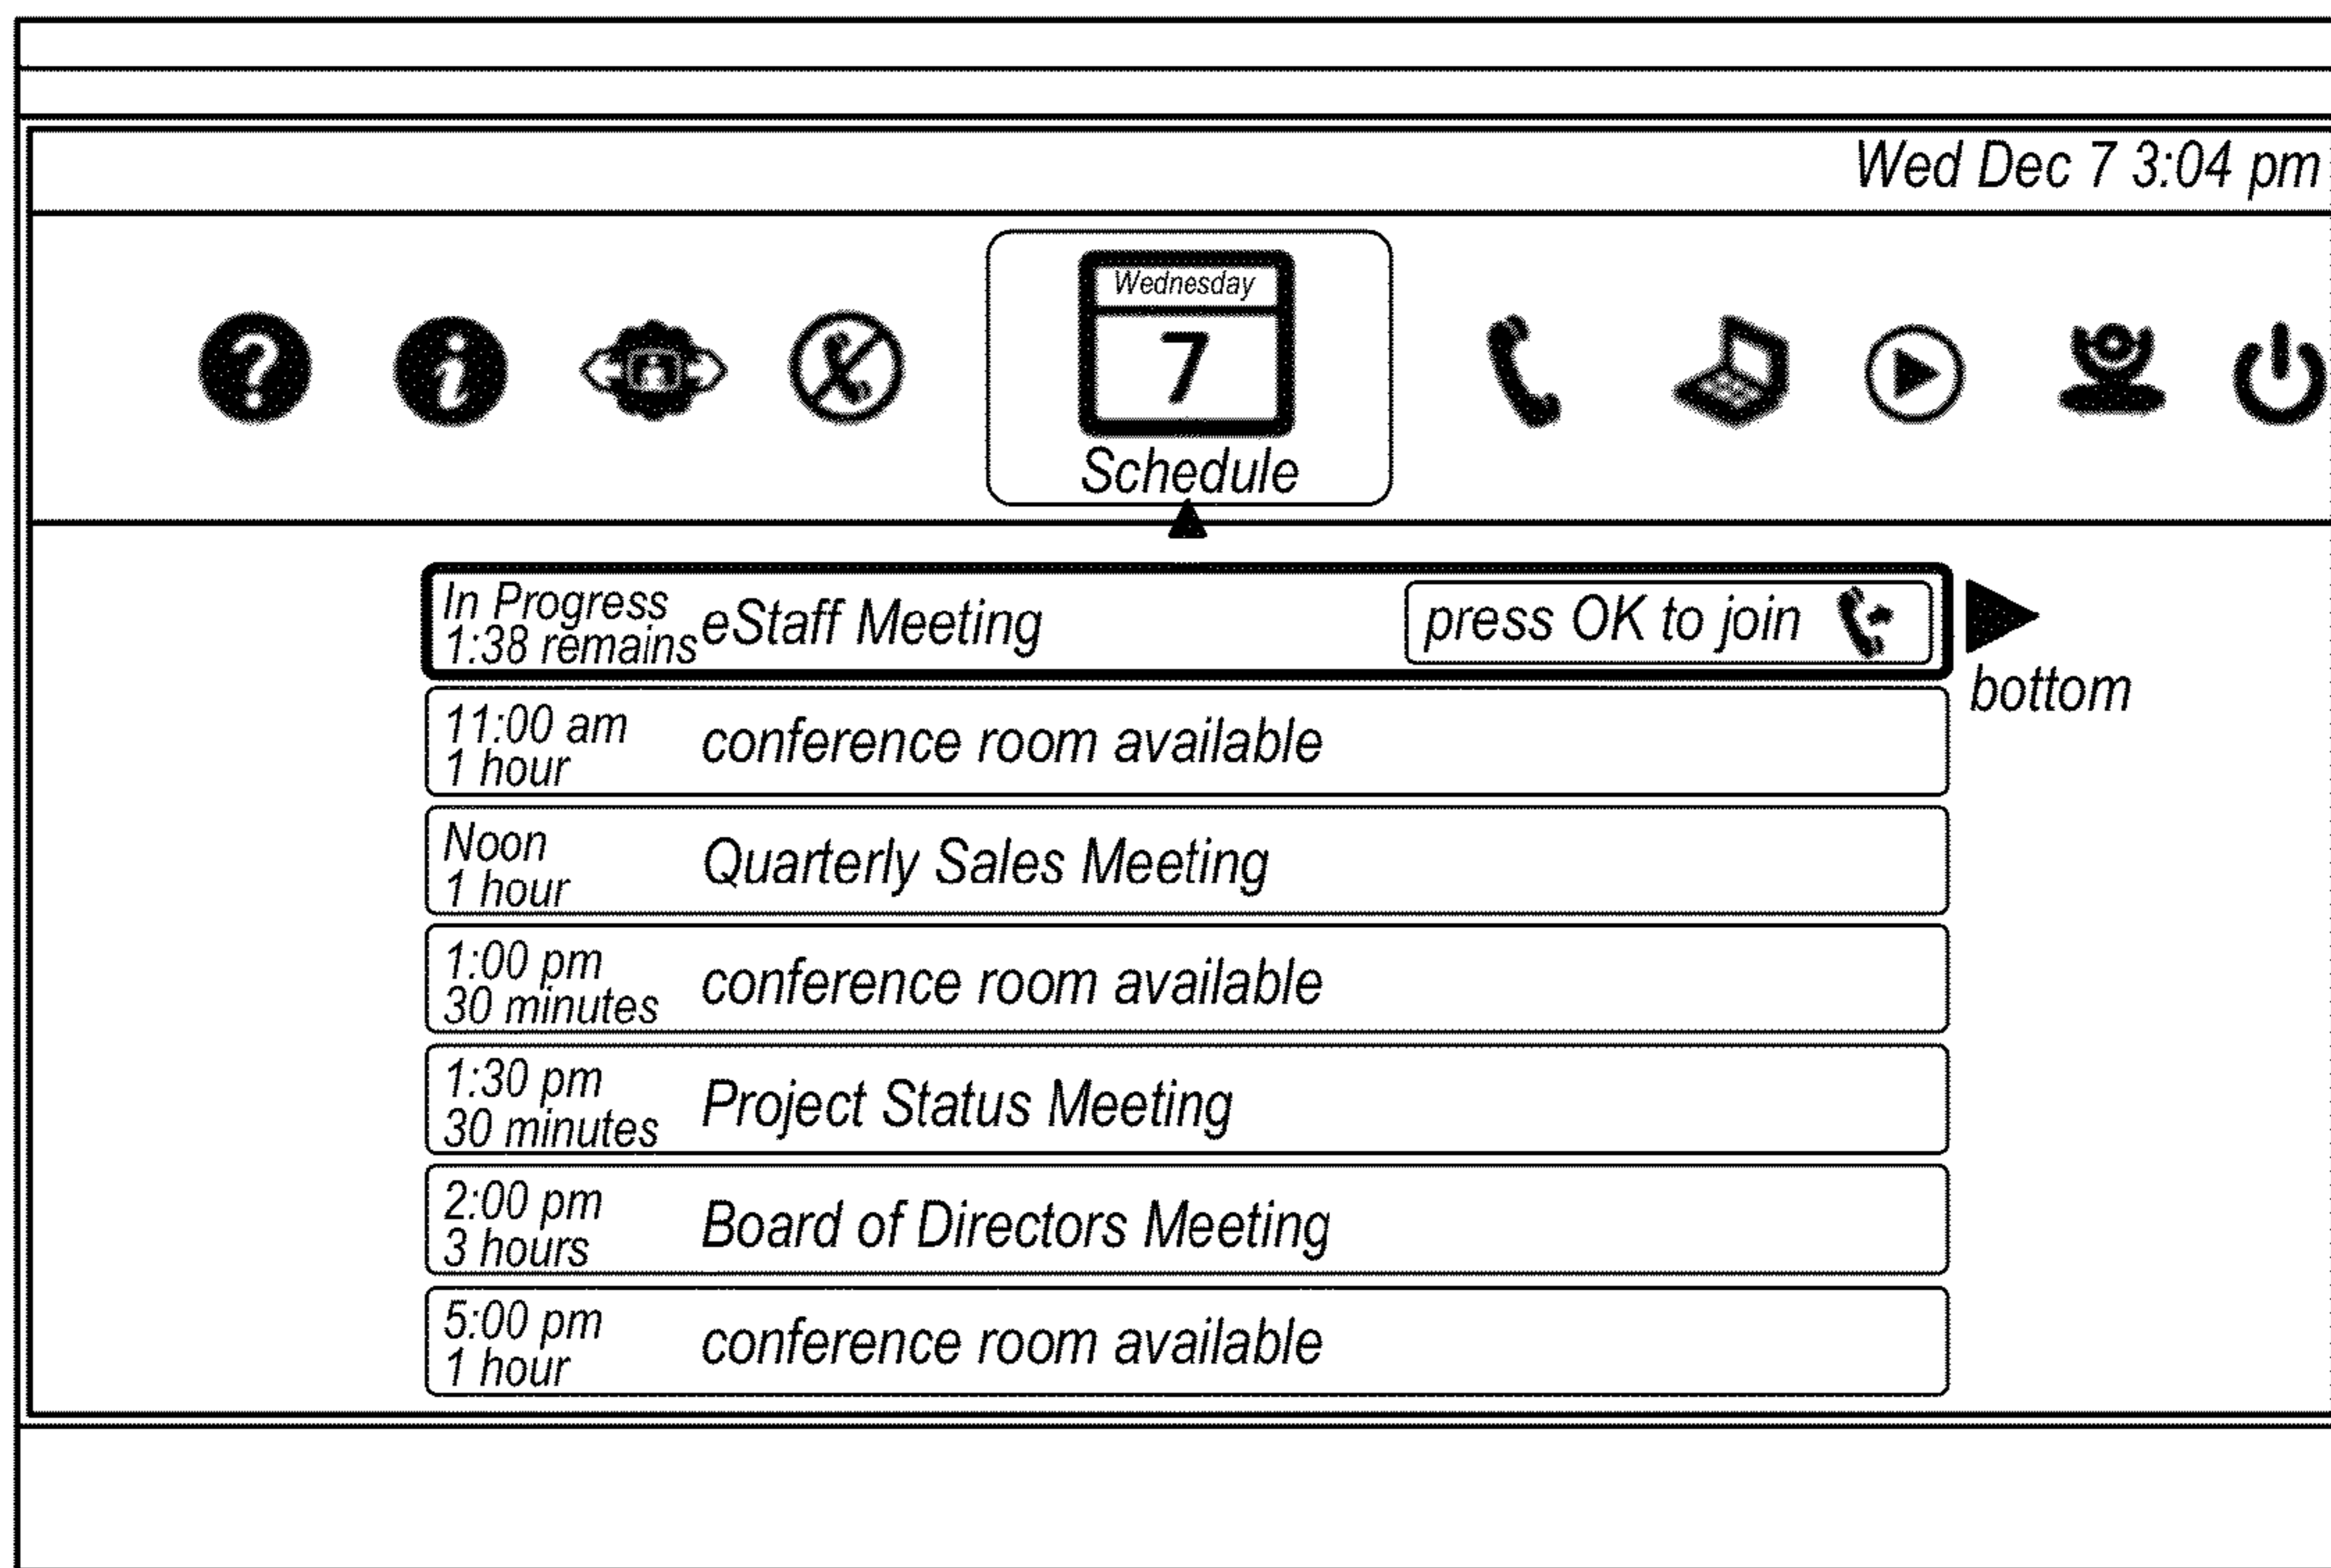 Wed Dec 7 3:04 pm
Wednesday
7
Schedule
In Progress
1:38 remains
eStaff Meeting
press OK to join
bottom
11:00 am
1 hour
conference room available
Noon
1 hour
Quarterly Sales Meeting
1:00 pm
30 minutes
conference room available
1:30 pm
30 minutes
Project Status Meeting
2:00 pm
3 hours
Board of Directors Meeting
5:00 pm
1 hour
conference room available